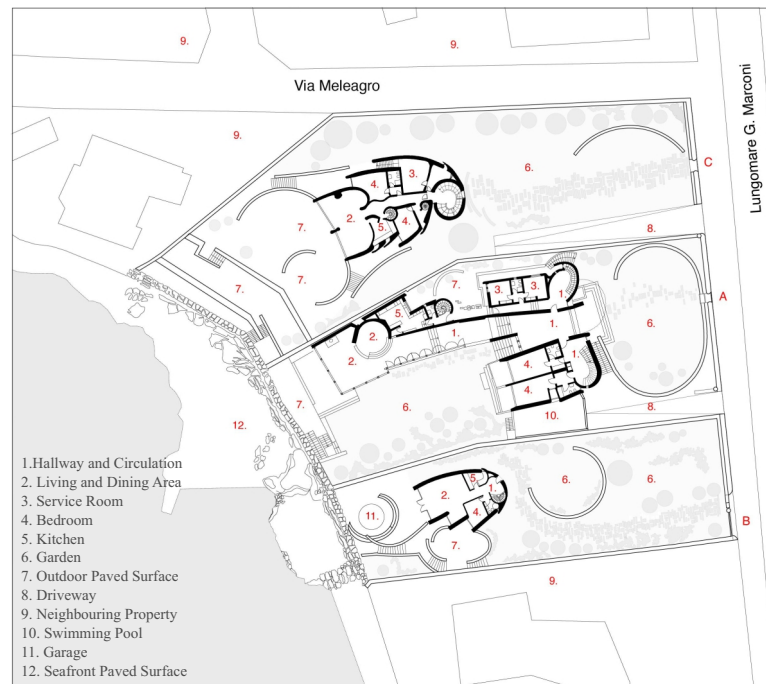 9.
9.
Via Meleagro
Lungomare G. Marconi
9.
C
3.
4.
6.
2.
4.
5.
7.
8.
7.
7.
7.
3.
3.
1.
A
5.
1.
6.
2.
1.
2.
1.
4.
7.
6.
4.
8.
10.
12.
5.
1.
6.
6.
2.
11.
4.
B
7.
9.
1.Hallway and Circulation
2. Living and Dining Area
3. Service Room
4. Bedroom
5. Kitchen
6. Garden
7. Outdoor Paved Surface
8. Driveway
9. Neighbouring Property
10. Swimming Pool
11. Garage
12. Seafront Paved Surface